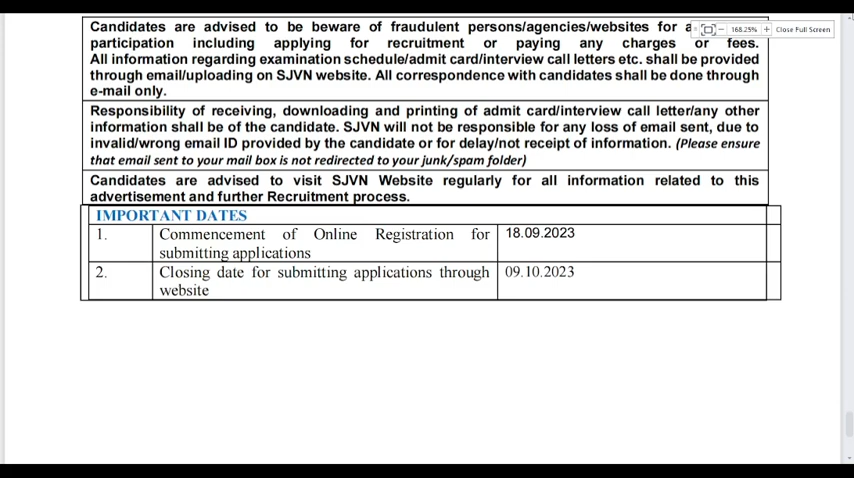 Candidates are advised to be beware of fraudulent persons/agencies/websites for a
participation including applying for recruitment or paying any charges or fees.
All information regarding examination schedule/admit card/interview call letters etc. shall be provided
through email/uploading on SJVN website. All correspondence with candidates shall be done through
e-mail only.
Responsibility of receiving, downloading and printing of admit card/interview call letter/any other
information shall be of the candidate. SJVN will not be responsible for any loss of email sent, due to
invalid/wrong email ID provided by the candidate or for delay/not receipt of information. (Please ensure
that email sent to your mail box is not redirected to your junk/spam folder)
Candidates are advised to visit SJVN Website regularly for all information related to this
advertisement and further Recruitment process.
IMPORTANT DATES
1. Commencement of Online Registration for 18.09.2023
submitting applications
2. Closing date for submitting applications through 09.10.2023
website
168.25% Close Full Screen